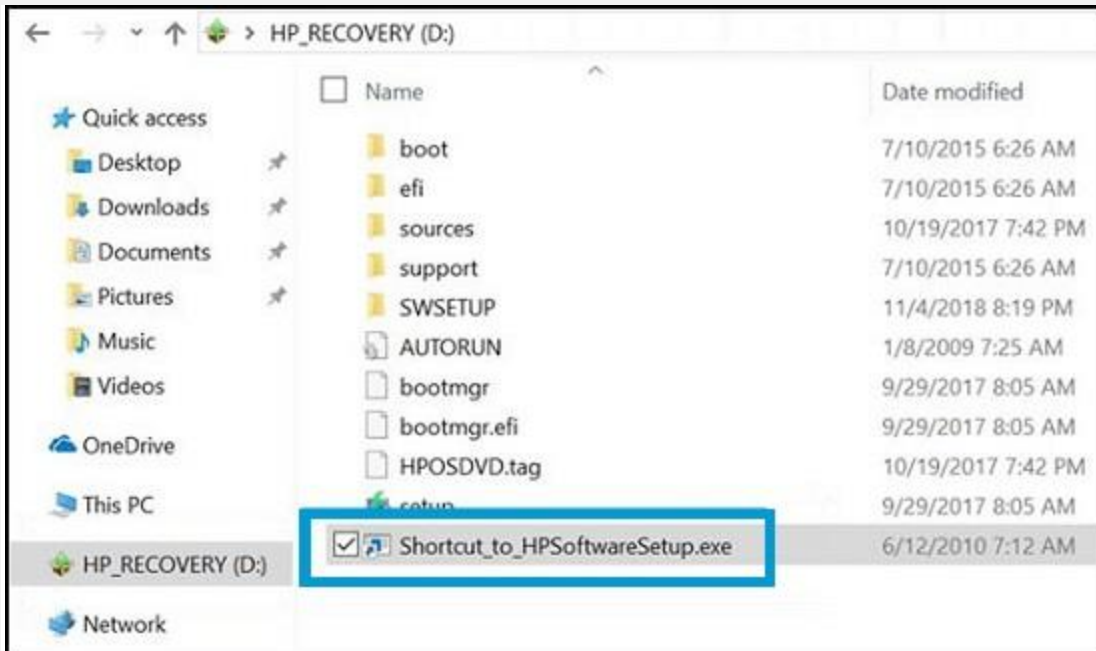 HP_RECOVERY (D:)
Name Date modified
Quick access
Desktop
Downloads
Documents
Pictures
Music
Videos
OneDrive
This PC
HP_RECOVERY (D:)
Network
boot 7/10/2015 6:26 AM
efi 7/10/2015 6:26 AM
sources 10/19/2017 7:42 PM
support 7/10/2015 6:26 AM
SWSETUP 11/4/2018 8:19 PM
AUTORUN 1/8/2009 7:25 AM
bootmgr 9/29/2017 8:05 AM
bootmgr.efi 9/29/2017 8:05 AM
HPOSDVD.tag 10/19/2017 7:42 PM
setup 9/29/2017 8:05 AM
Shortcut_to_HPSoftwareSetup.exe 6/12/2010 7:12 AM